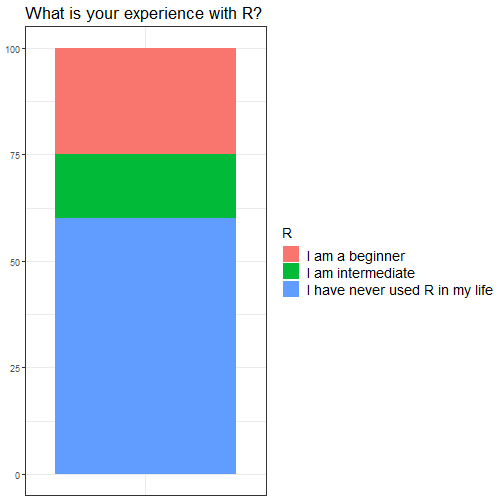 What is your experience with R?
100
75
50
25
0
R
I am a beginner
I am intermediate
I have never used R in my life